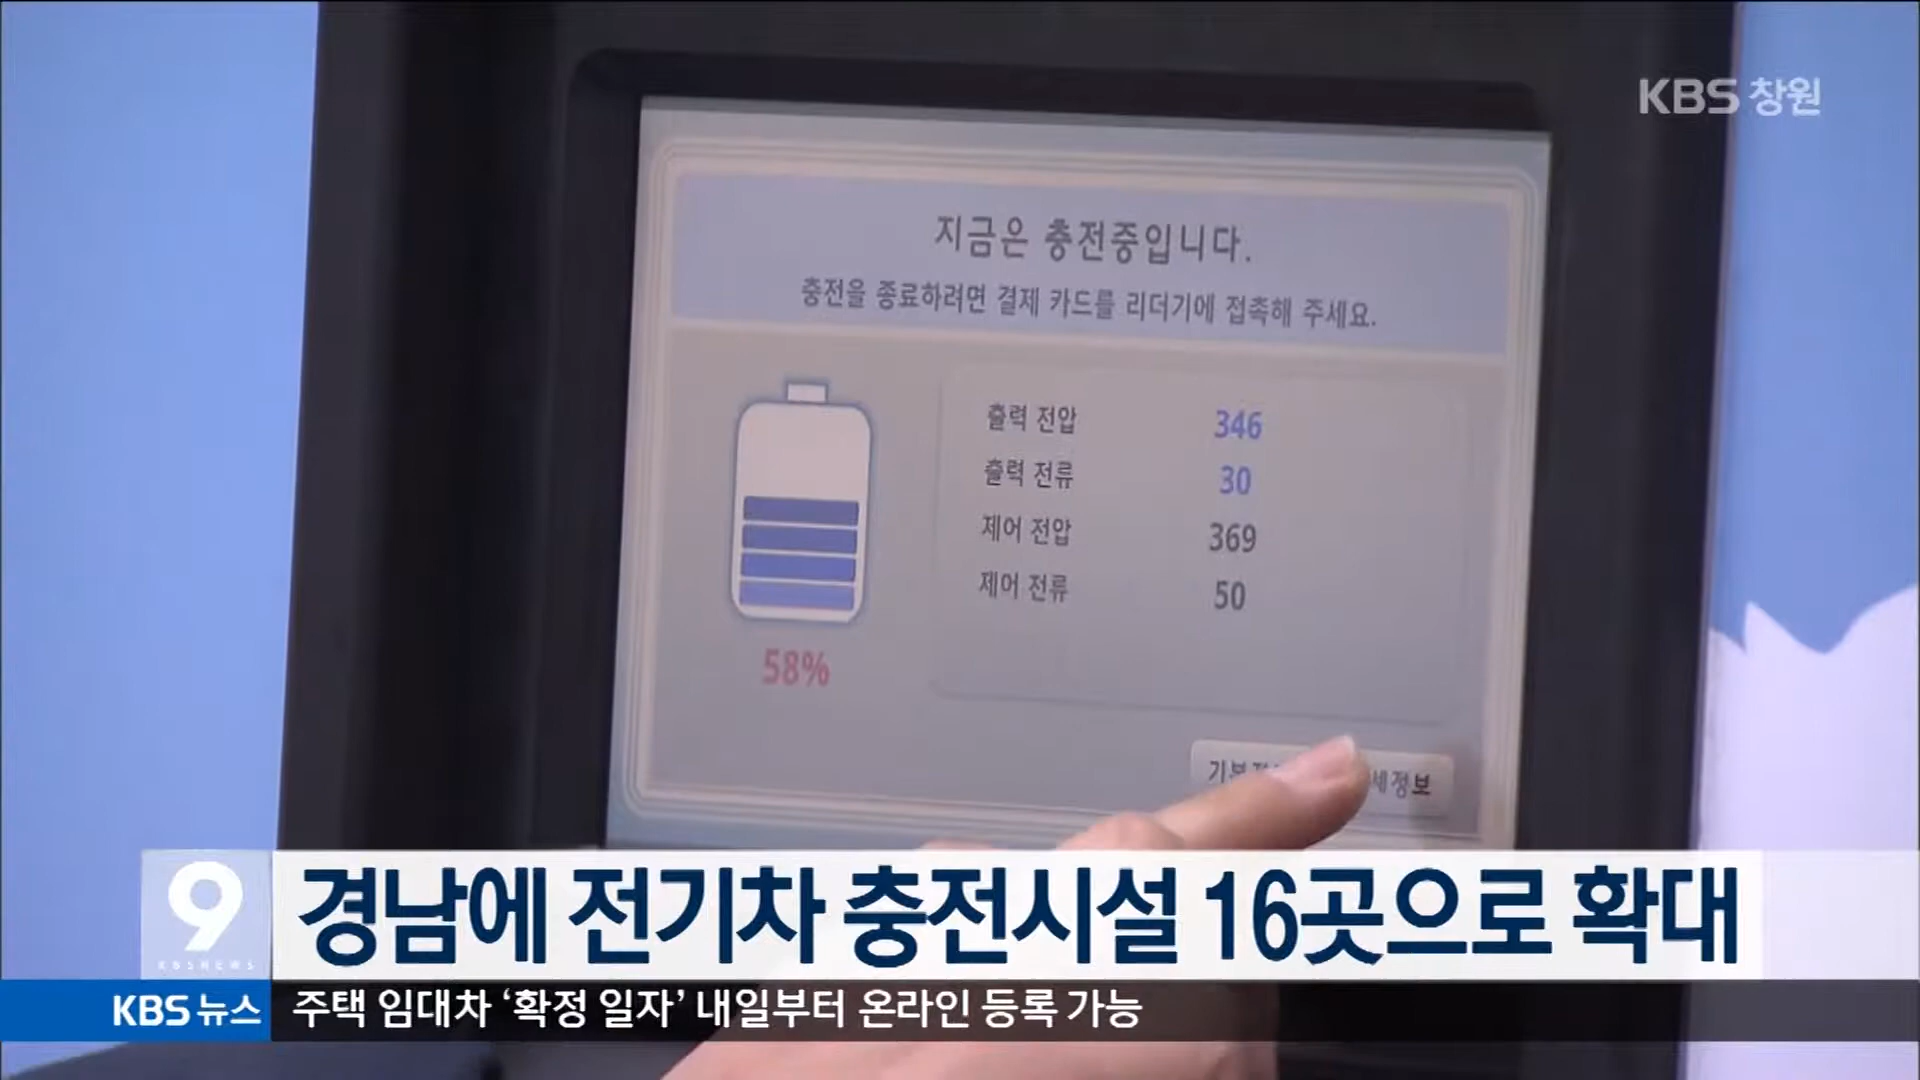 KBS 창원
지금은 충전중입니다.
충전을 종료하려면 결제 카드를 리더기에 접촉해 주세요.
출력 전압 346
출력 전류 30
제어 전압 369
제어 전류 50
58%
세정보
9 경남에 전기차 충전시설 16곳으로 확대
KBS NEWS
KBS 뉴스 주택 임대차 ‘확정 일자’ 내일부터 온라인 등록 가능